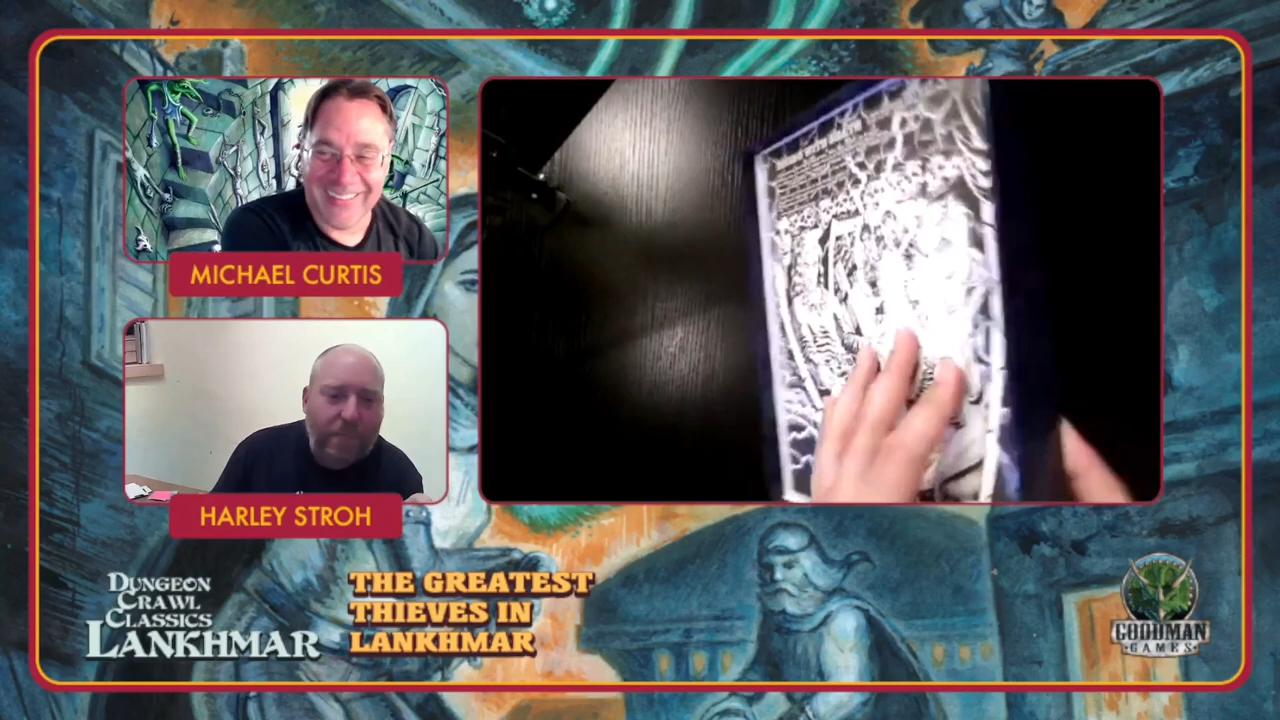 MICHAEL CURTIS
HARLEY STROH
DUNGEON
CRAWL
CLASSICS
LANKHMAR
THE GREATEST
THIEVES IN
LANKHMAR
GOODMAN
GAMES